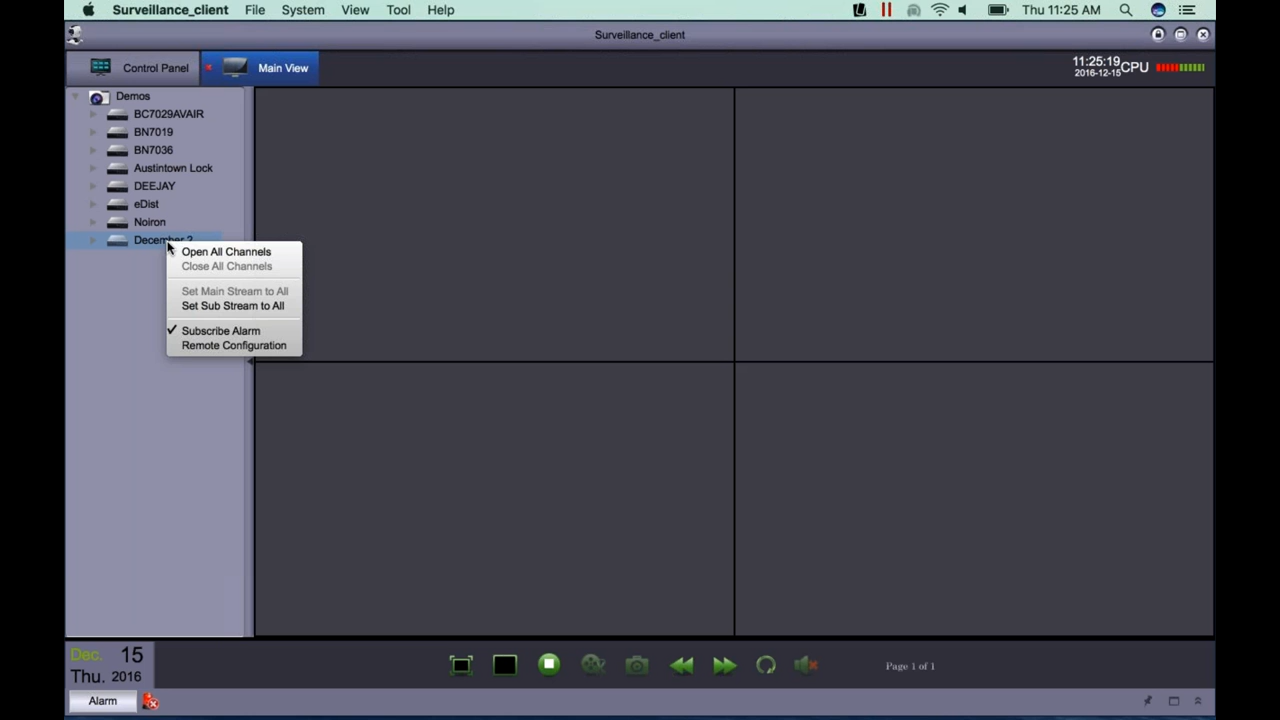 Surveillance_client File System View Tool Help Thu 11:25 AM
Surveillance_client
Control Panel Main View 11:25:19 CPU
2016-12-15
Demos
BC7029AVAIR
BN7019
BN7036
Austintown Lock
DEEJAY
eDist
Noiron
December 2
Open All Channels
Close All Channels
Set Main Stream to All
Set Sub Stream to All
Subscribe Alarm
Remote Configuration
Dec. 15
Thu. 2016
Page 1 of 1
Alarm